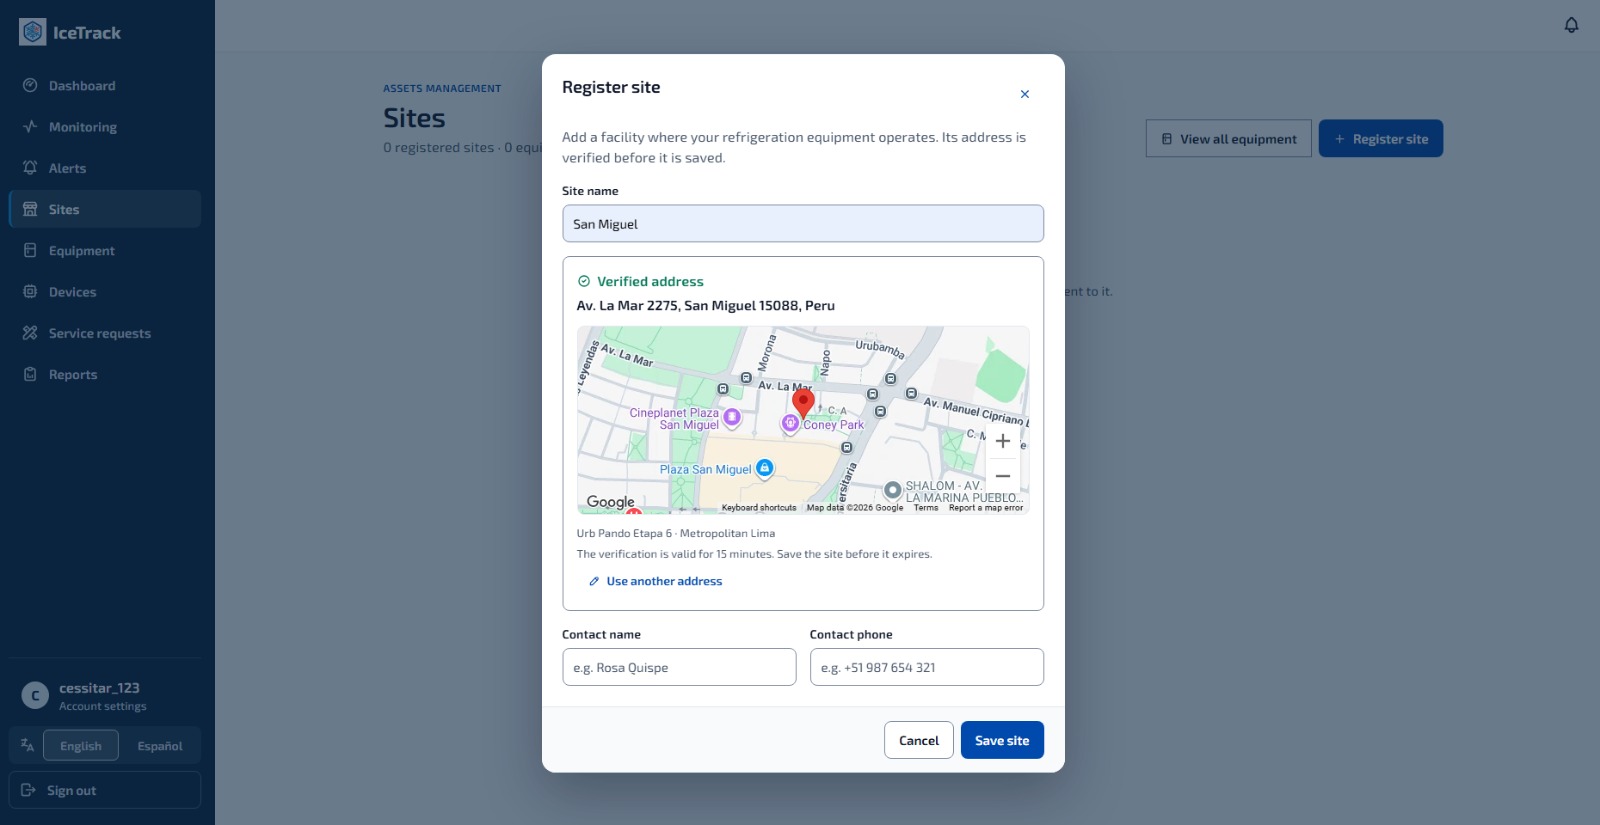 IceTrack
Dashboard
Monitoring
Alerts
Sites
Equipment
Devices
Service requests
Reports
C
cessitar_123
Account settings
English
Español
Sign out
ASSETS MANAGEMENT
Sites
0 registered sites · 0 equi
View all equipment
+ Register site
ent to it.
Register site
Add a facility where your refrigeration equipment operates. Its address is
verified before it is saved.
Site name
San Miguel
Verified address
Av. La Mar 2275, San Miguel 15088, Peru
Leyendas
Av. La Mar
Morona
Napo
Urubamba
Av. La Mar
C. A
Av. Manuel Cipriano
Cineplanet Plaza
San Miguel
Coney Park
C. M
Plaza San Miguel
ersitaria
SHALOM - AV.
LA MARINA PUEBLO...
Google
Keyboard shortcuts
Map data ©2026 Google
Terms
Report a map error
Urb Pando Etapa 6 · Metropolitan Lima
The verification is valid for 15 minutes. Save the site before it expires.
Use another address
Contact name
Contact phone
e.g. Rosa Quispe
e.g. +51 987 654 321
Cancel
Save site